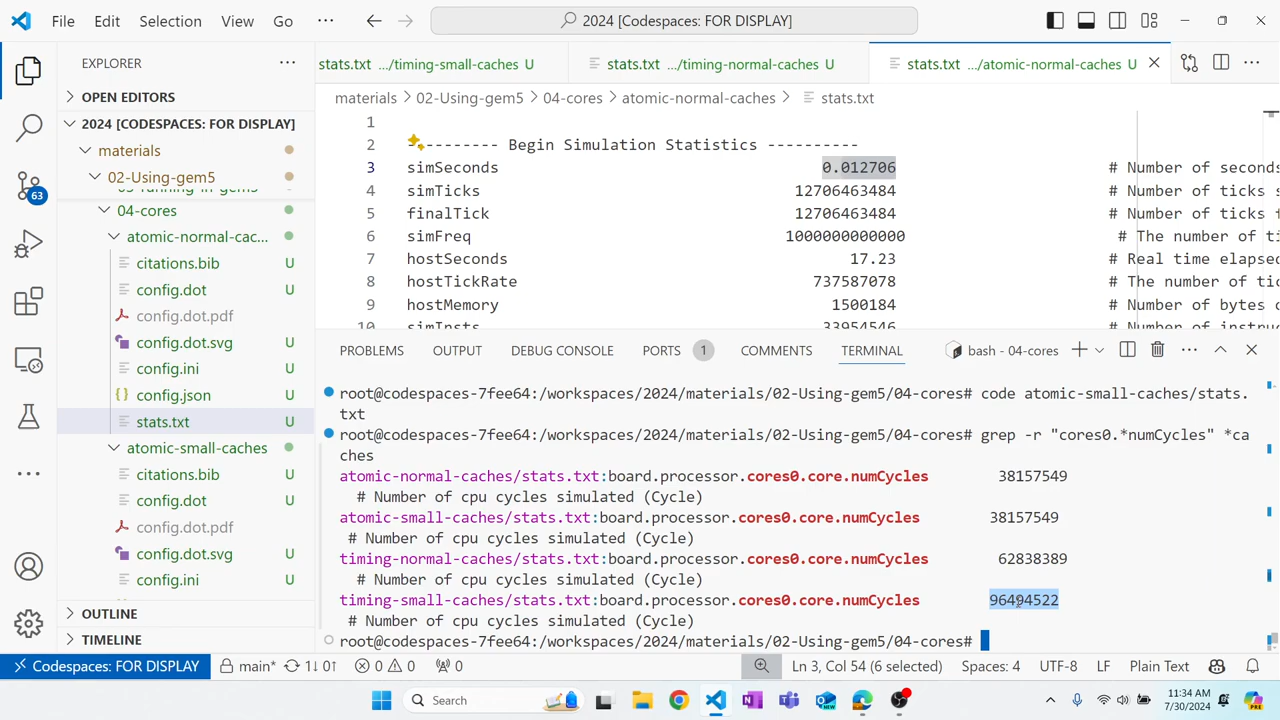 File Edit Selection View Go ··· 2024 [Codespaces: FOR DISPLAY]
EXPLORER ···
stats.txt .../timing-small-caches U
stats.txt .../timing-normal-caches U
stats.txt .../atomic-normal-caches U
materials > 02-Using-gem5 > 04-cores > atomic-normal-caches > stats.txt
OPEN EDITORS
2024 [CODESPACES: FOR DISPLAY]
materials
02-Using-gem5
04-cores
atomic-normal-cac...
citations.bib U
config.dot U
config.dot.pdf
config.dot.svg U
config.ini U
config.json U
stats.txt U
atomic-small-caches
citations.bib U
config.dot U
config.dot.pdf
config.dot.svg U
config.ini U
OUTLINE
TIMELINE
63
1
2 -------- Begin Simulation Statistics ----------
3 simSeconds 0.012706 # Number of seconds
4 simTicks 12706463484 # Number of ticks s
5 finalTick 12706463484 # Number of ticks f
6 simFreq 1000000000000 # The number of ti
7 hostSeconds 17.23 # Real time elapsed
8 hostTickRate 737587078 # The number of tic
9 hostMemory 1500184 # Number of bytes o
10 simInsts 33954546 # Number of instruc
PROBLEMS OUTPUT DEBUG CONSOLE PORTS 1 COMMENTS TERMINAL bash - 04-cores
root@codespaces-7fee64:/workspaces/2024/materials/02-Using-gem5/04-cores# code atomic-small-caches/stats.
txt
root@codespaces-7fee64:/workspaces/2024/materials/02-Using-gem5/04-cores# grep -r "cores0.*numCycles" *ca
ches
atomic-normal-caches/stats.txt:board.processor.cores0.core.numCycles 38157549
# Number of cpu cycles simulated (Cycle)
atomic-small-caches/stats.txt:board.processor.cores0.core.numCycles 38157549
# Number of cpu cycles simulated (Cycle)
timing-normal-caches/stats.txt:board.processor.cores0.core.numCycles 62838389
# Number of cpu cycles simulated (Cycle)
timing-small-caches/stats.txt:board.processor.cores0.core.numCycles 96494522
# Number of cpu cycles simulated (Cycle)
root@codespaces-7fee64:/workspaces/2024/materials/02-Using-gem5/04-cores#
Codespaces: FOR DISPLAY main* 1↓ 0↑ 0 0 0 Ln 3, Col 54 (6 selected) Spaces: 4 UTF-8 LF Plain Text
Search
11:34 AM
7/30/2024